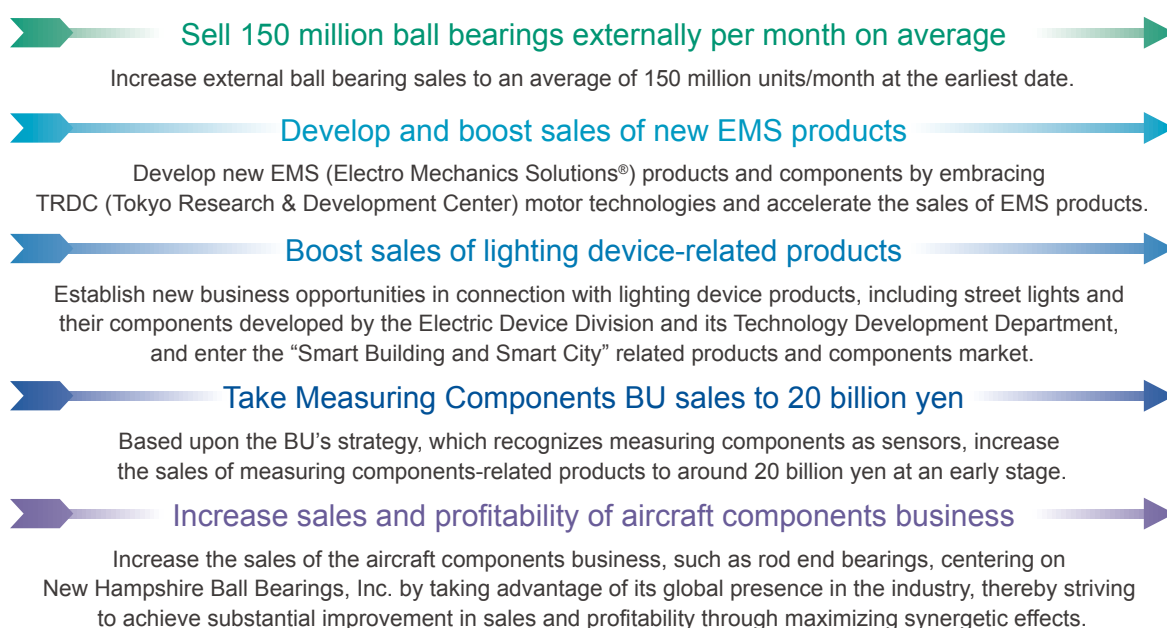 Sell 150 million ball bearings externally per month on average
Increase external ball bearing sales to an average of 150 million units/month at the earliest date.
Develop and boost sales of new EMS products
Develop new EMS (Electro Mechanics Solutions®) products and components by embracing
TRDC (Tokyo Research & Development Center) motor technologies and accelerate the sales of EMS products.
Boost sales of lighting device-related products
Establish new business opportunities in connection with lighting device products, including street lights and
their components developed by the Electric Device Division and its Technology Development Department,
and enter the “Smart Building and Smart City” related products and components market.
Take Measuring Components BU sales to 20 billion yen
Based upon the BU’s strategy, which recognizes measuring components as sensors, increase
the sales of measuring components-related products to around 20 billion yen at an early stage.
Increase sales and profitability of aircraft components business
Increase the sales of the aircraft components business, such as rod end bearings, centering on
New Hampshire Ball Bearings, Inc. by taking advantage of its global presence in the industry, thereby striving
to achieve substantial improvement in sales and profitability through maximizing synergetic effects.